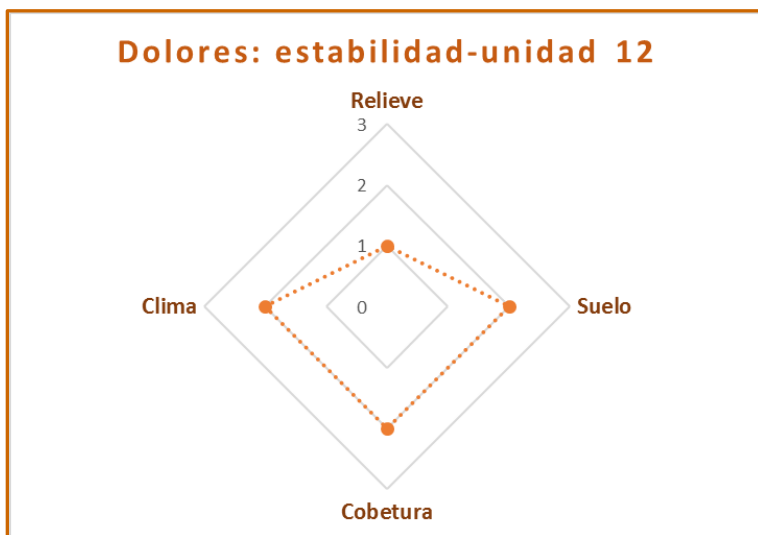 Dolores: estabilidad-unidad 12
Relieve
3
2
1
0
Clima
Suelo
Cobetura